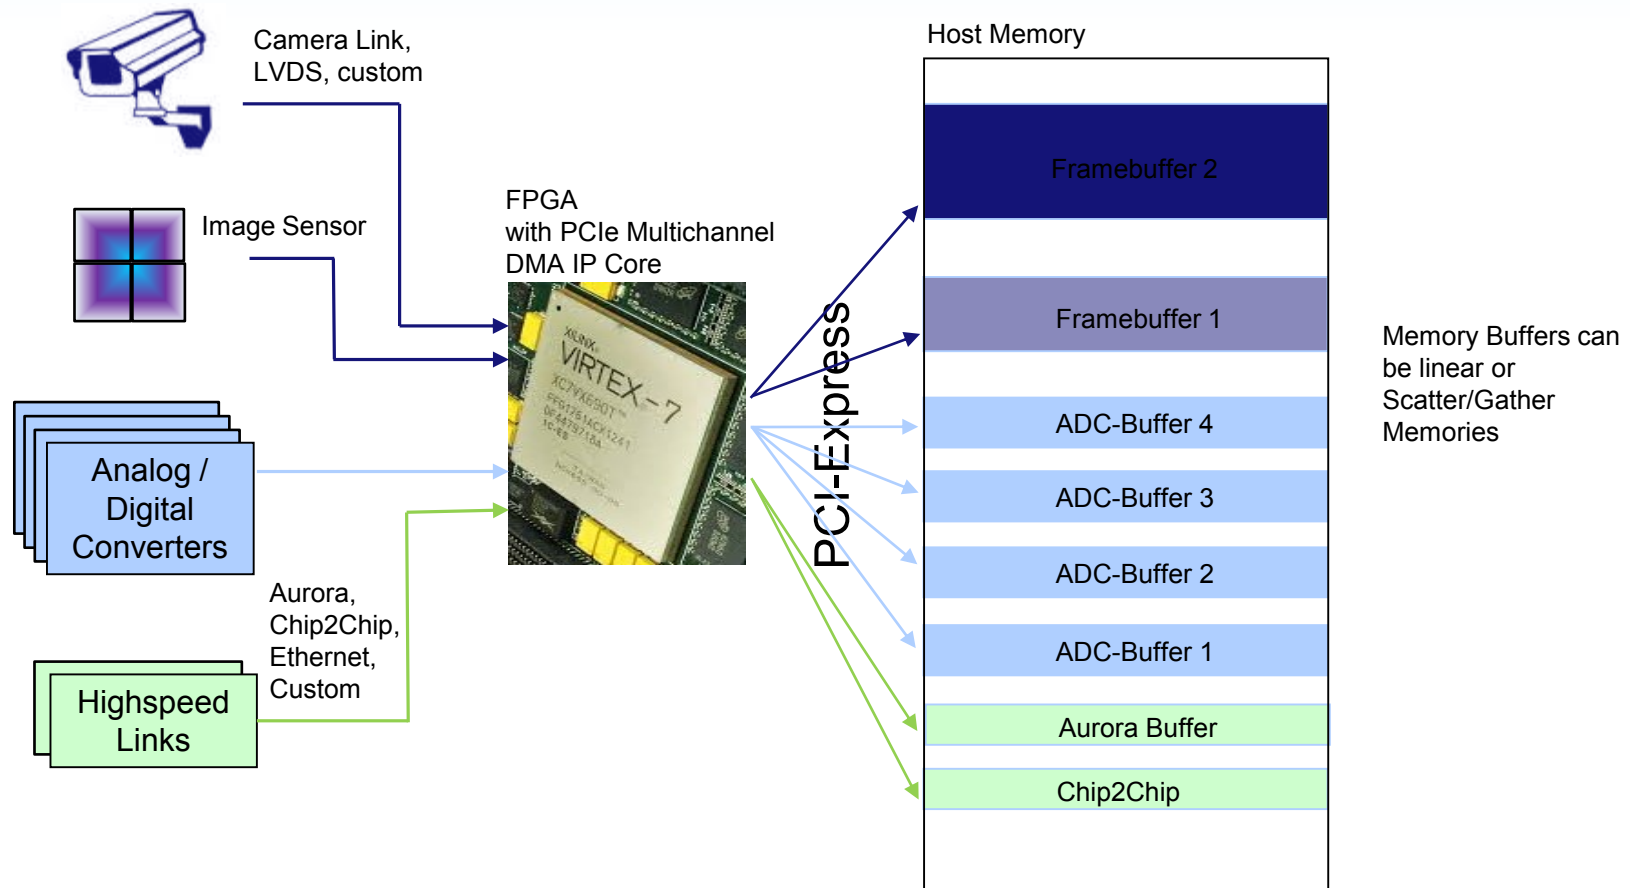 Camera Link,
LVDS, custom
Host Memory
Image Sensor
FPGA
with PCIe Multichannel
DMA IP Core
Framebuffer 2
Framebuffer 1
PCI-Express
Memory Buffers can
be linear or
Scatter/Gather
Memories
XILINX
VIRTEX-7
XC7VX690T™
ADC-Buffer 4
ADC-Buffer 3
ADC-Buffer 2
ADC-Buffer 1
Analog /
Digital
Converters
Aurora,
Chip2Chip,
Ethernet,
Custom
Highspeed
Links
Aurora Buffer
Chip2Chip